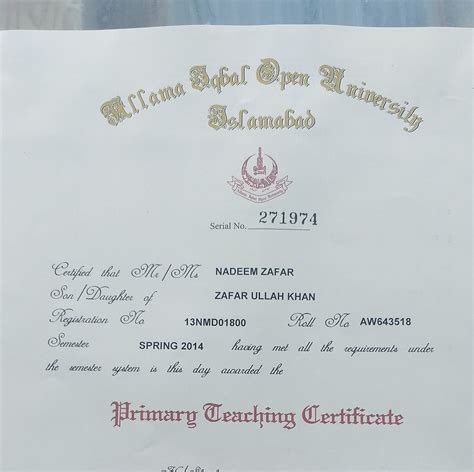 Allama Iqbal Open University
Islamabad
Serial No. 271974
Certified that Mr/Ms NADEEM ZAFAR
Son/Daughter of ZAFAR ULLAH KHAN
Registration No 13NMD01800 Roll No AW643518
Semester SPRING 2014 having met all the requirements under
the semester system is this day awarded the
Primary Teaching Certificate